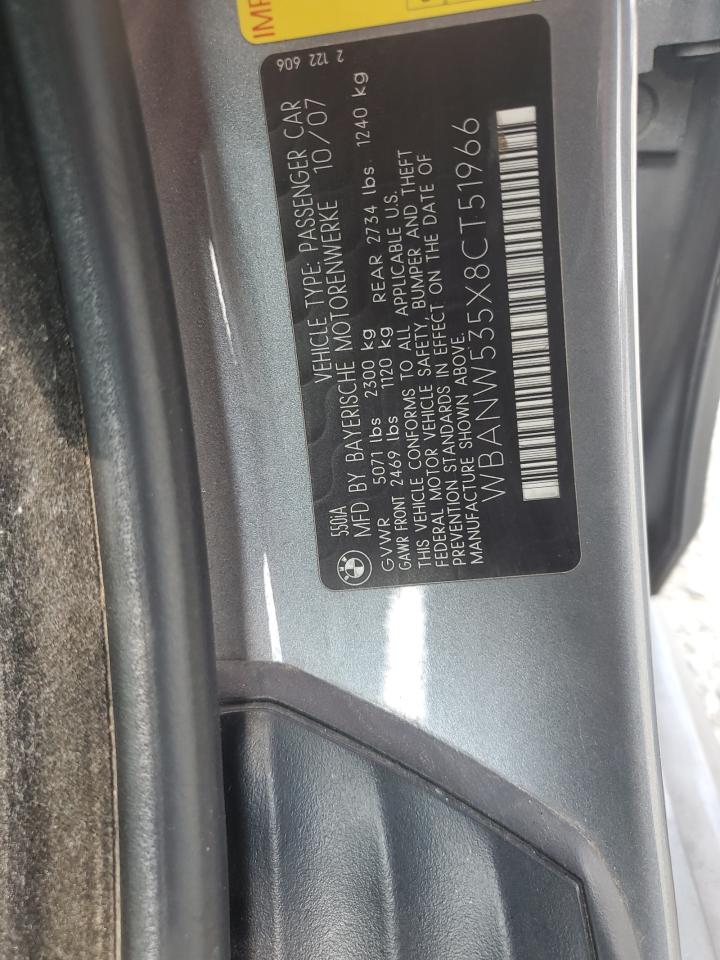 IMP
2 122 606
550iA VEHICLE TYPE: PASSENGER CAR
MFD BY BAYERISCHE MOTORENWERKE 10/07
GVWR 5071 lbs 2300 kg
GAWR FRONT 2469 lbs 1120 kg REAR 2734 lbs 1240 kg
THIS VEHICLE CONFORMS TO ALL APPLICABLE U.S.
FEDERAL MOTOR VEHICLE SAFETY, BUMPER AND THEFT
PREVENTION STANDARDS IN EFFECT ON THE DATE OF
MANUFACTURE SHOWN ABOVE.
WBANW535X8CT51966
BMW